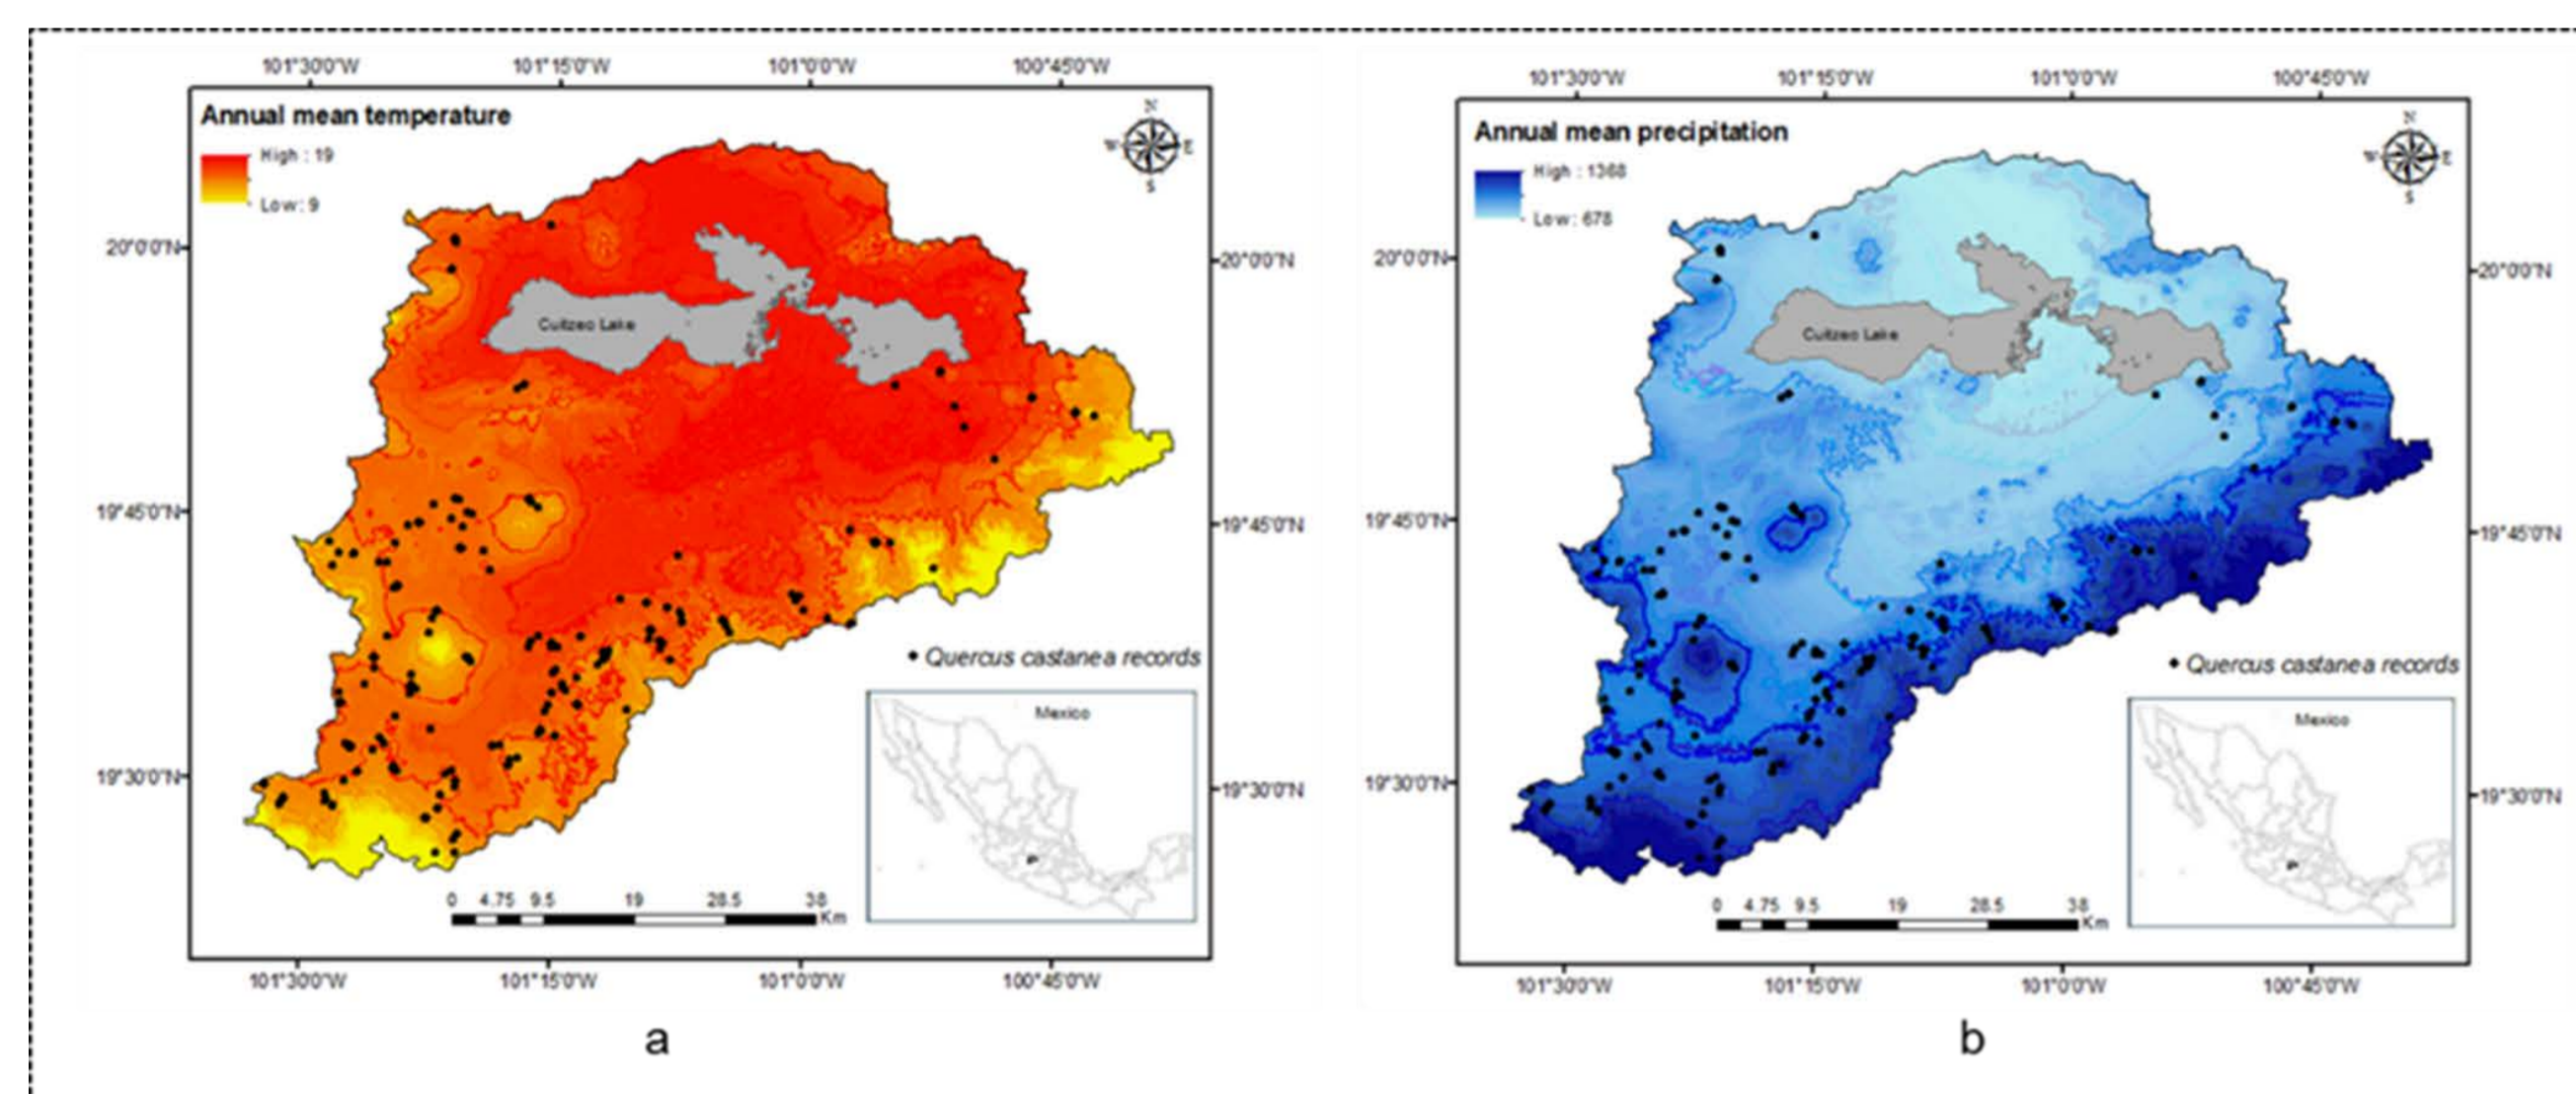 101°30'0"W 101°15'0"W 101°0'0"W 100°45'0"W
Annual mean temperature
High : 19
Low : 9
N
W E
S
20°0'0"N
20°0'0"N
Cuitzeo Lake
19°45'0"N
19°45'0"N
Quercus castanea records
Mexico
19°30'0"N
19°30'0"N
0 4.75 9.5 19 28.5 38
Km
101°30'0"W 101°15'0"W 101°0'0"W 100°45'0"W
a
101°30'0"W 101°15'0"W 101°0'0"W 100°45'0"W
Annual mean precipitation
High : 1368
Low : 678
N
W E
S
20°0'0"N
20°0'0"N
Cuitzeo Lake
19°45'0"N
19°45'0"N
Quercus castanea records
Mexico
19°30'0"N
19°30'0"N
0 4.75 9.5 19 28.5 38
Km
101°30'0"W 101°15'0"W 101°0'0"W 100°45'0"W
b